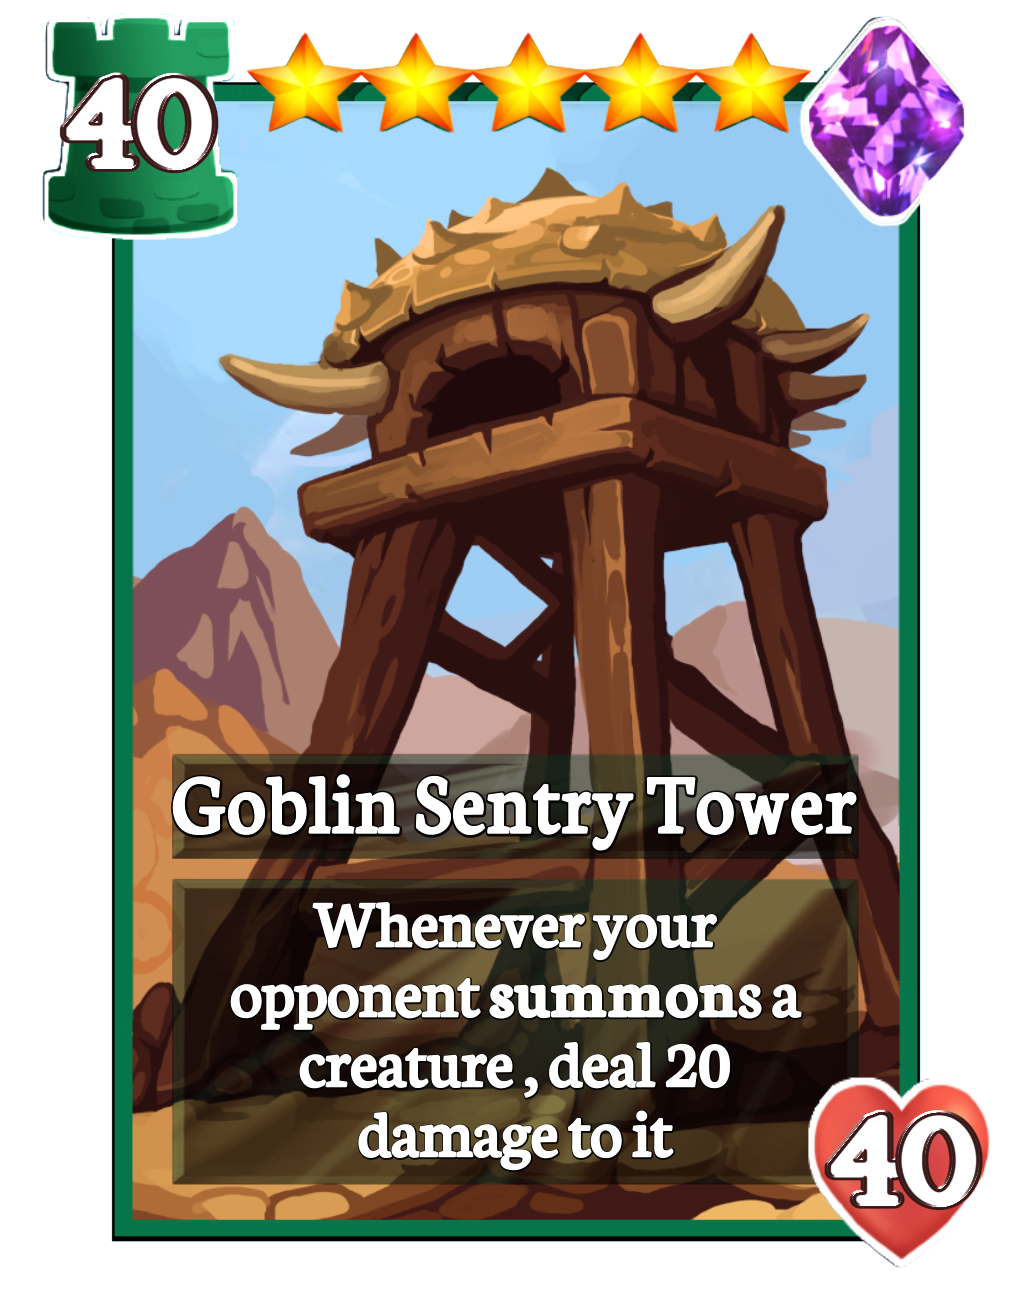 40
Goblin Sentry Tower
Whenever your
opponent summons a
creature , deal 20
damage to it
40